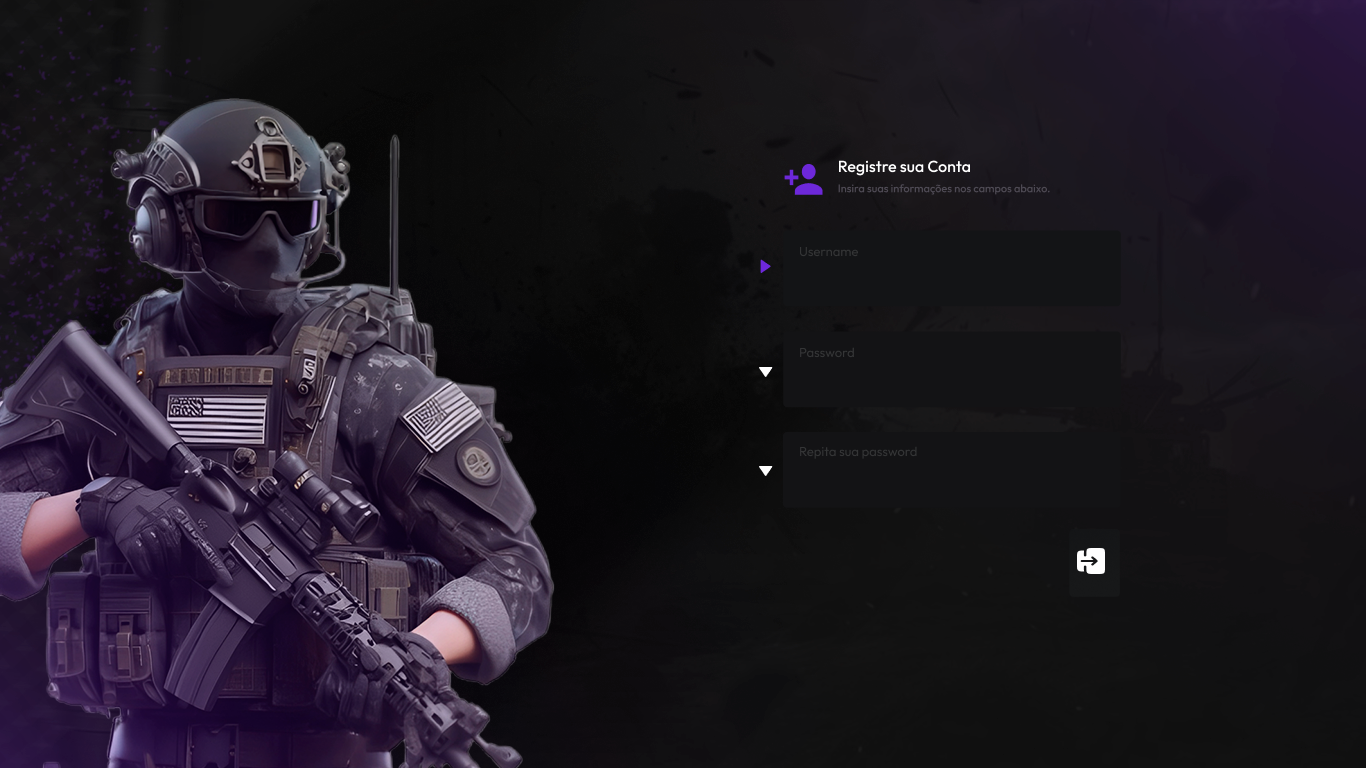 Registre sua Conta
Insira suas informações nos campos abaixo.
Username
Password
Repita sua password